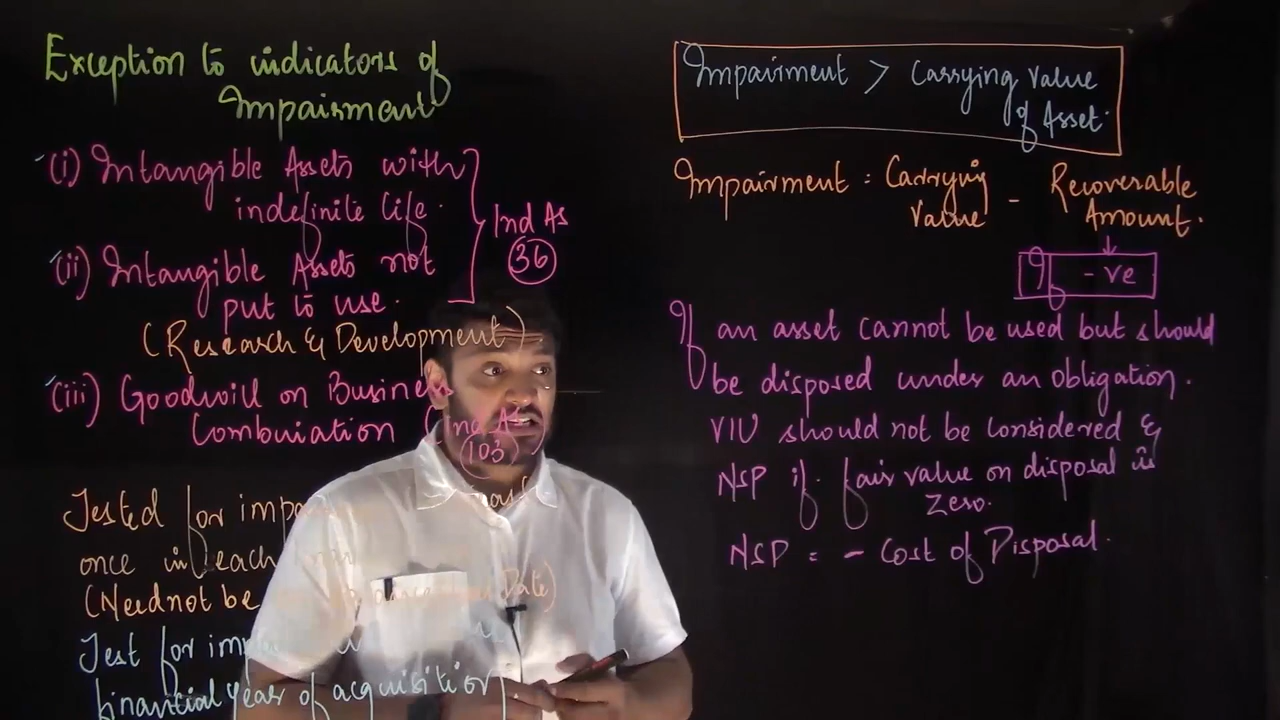 Exception to indicators of
Impairment
(i) Intangible Assets with
indefinite life.
(ii) Intangible Assets not
put to use.
Ind AS
36
(Research & Development).
(iii) Goodwill on Business
Combination (Ind AS
103)
Tested for
once in each
(Need not be Date)
Test for
financial year of acquisition).
Impairment > Carrying value
of Asset.
Impairment = Carrying
Value - Recoverable
Amount.
If -ve
If an asset cannot be used but should
be disposed under an obligation.
VIU should not be considered &
NSP if fair value on disposal is
Zero.
NSP = - Cost of Disposal.